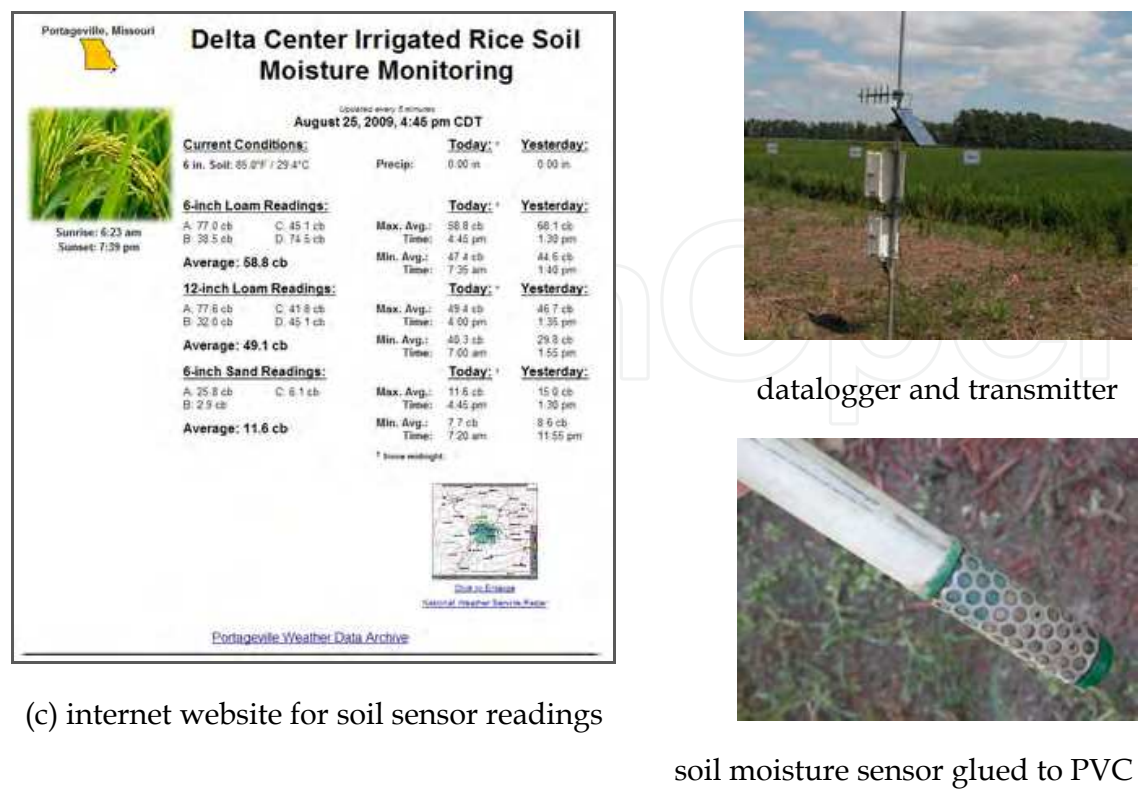 Portageville, Missouri
Delta Center Irrigated Rice Soil
Moisture Monitoring
Updated every 5 minutes
August 25, 2009, 4:45 pm CDT
Current Conditions: Today: † Yesterday:
6 in. Soil: 85.0°F / 29.4°C Precip: 0.00 in 0.00 in
Sunrise: 6:23 am
Sunset: 7:39 pm
6-inch Loam Readings: Today: † Yesterday:
A: 77.0 cb C: 45.1 cb Max. Avg.: 58.8 cb 68.1 cb
B: 38.5 cb D: 74.5 cb Time: 4:45 pm 1:30 pm
Average: 58.8 cb Min. Avg.: 47.4 cb 44.6 cb
Time: 7:35 am 1:40 pm
12-inch Loam Readings: Today: † Yesterday:
A: 77.6 cb C: 41.8 cb Max. Avg.: 49.4 cb 46.7 cb
B: 32.0 cb D: 45.1 cb Time: 4:00 pm 1:35 pm
Average: 49.1 cb Min. Avg.: 40.3 cb 29.8 cb
Time: 7:00 am 1:55 pm
6-inch Sand Readings: Today: † Yesterday:
A: 25.8 cb C: 6.1 cb Max. Avg.: 11.6 cb 15.0 cb
B: 2.9 cb Time: 4:45 pm 1:30 pm
Average: 11.6 cb Min. Avg.: 7.7 cb 8.6 cb
Time: 7:20 am 11:55 pm
† Since midnight
Click to Enlarge
National Weather Service Radar
Portageville Weather Data Archive
(c) internet website for soil sensor readings
datalogger and transmitter
soil moisture sensor glued to PVC